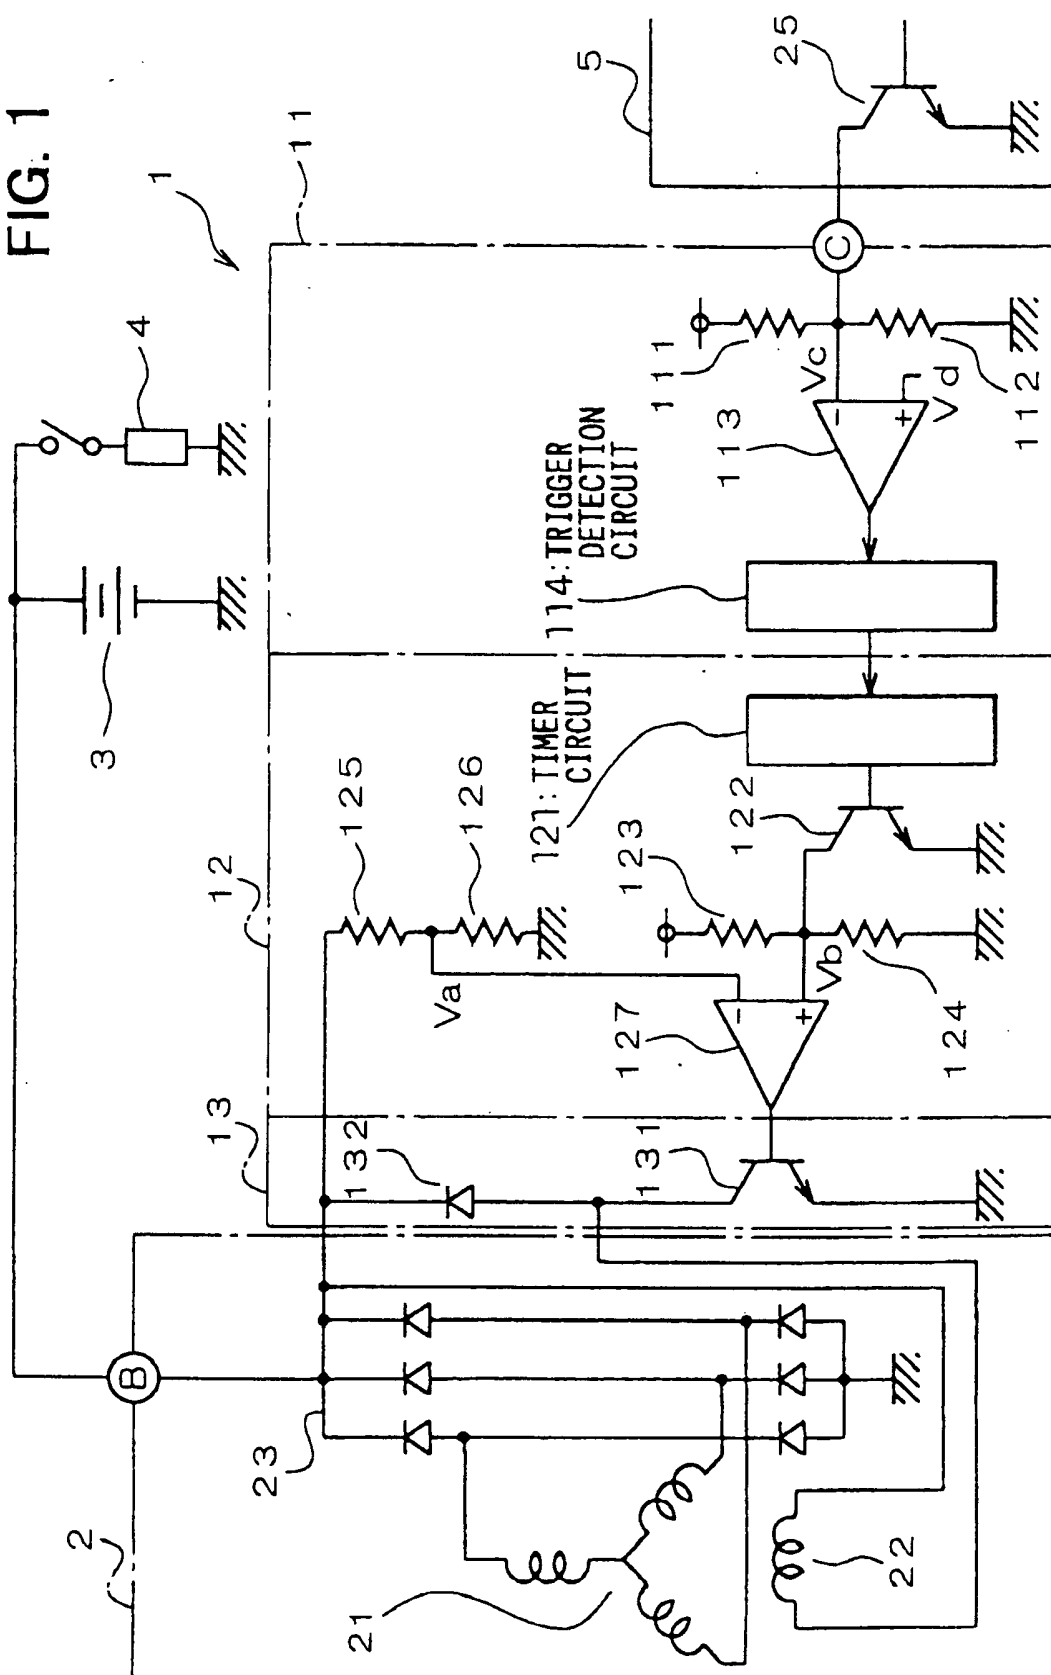 FIG. 1
1
11
5
25
4
3
C
111
Vc
112
Vd
113
-
+
114: TRIGGER
DETECTION
CIRCUIT
12
125
126
Va
121: TIMER
CIRCUIT
122
123
Vb
124
127
-
+
13
132
131
B
2
23
21
22